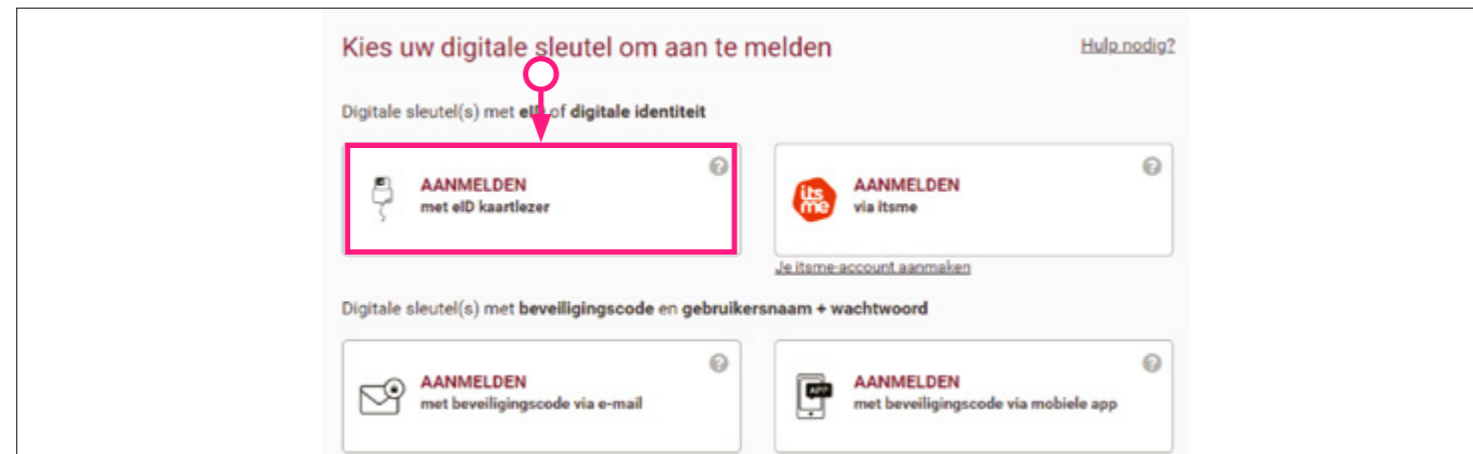 Kies uw digitale sleutel om aan te melden
Hulp nodig?
Digitale sleutel(s) met eID of digitale identiteit
AANMELDEN
met eID kaartlezer
its
me
AANMELDEN
via itsme
Je itsme-account aanmaken
Digitale sleutel(s) met beveiligingscode en gebruikersnaam + wachtwoord
AANMELDEN
met beveiligingscode via e-mail
APP
AANMELDEN
met beveiligingscode via mobiele app